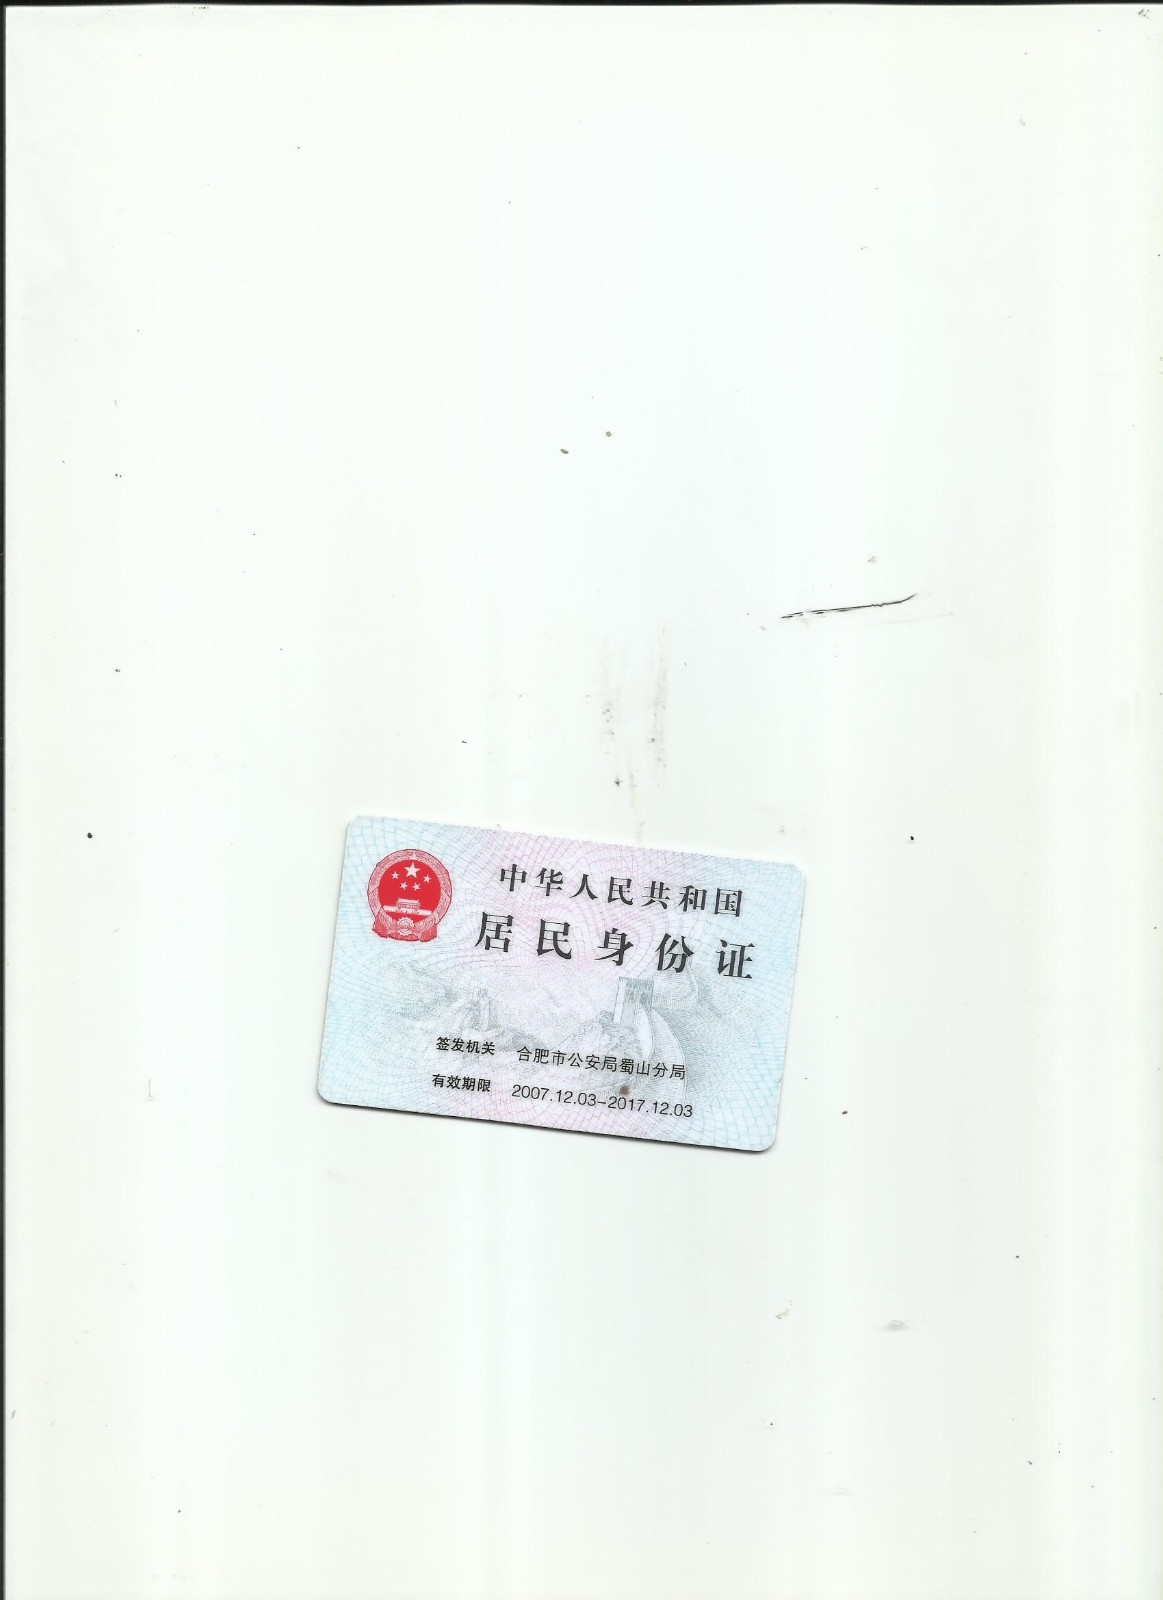 中华人民共和国
居民身份证
签发机关 合肥市公安局蜀山分局
有效期限 2007.12.03-2017.12.03